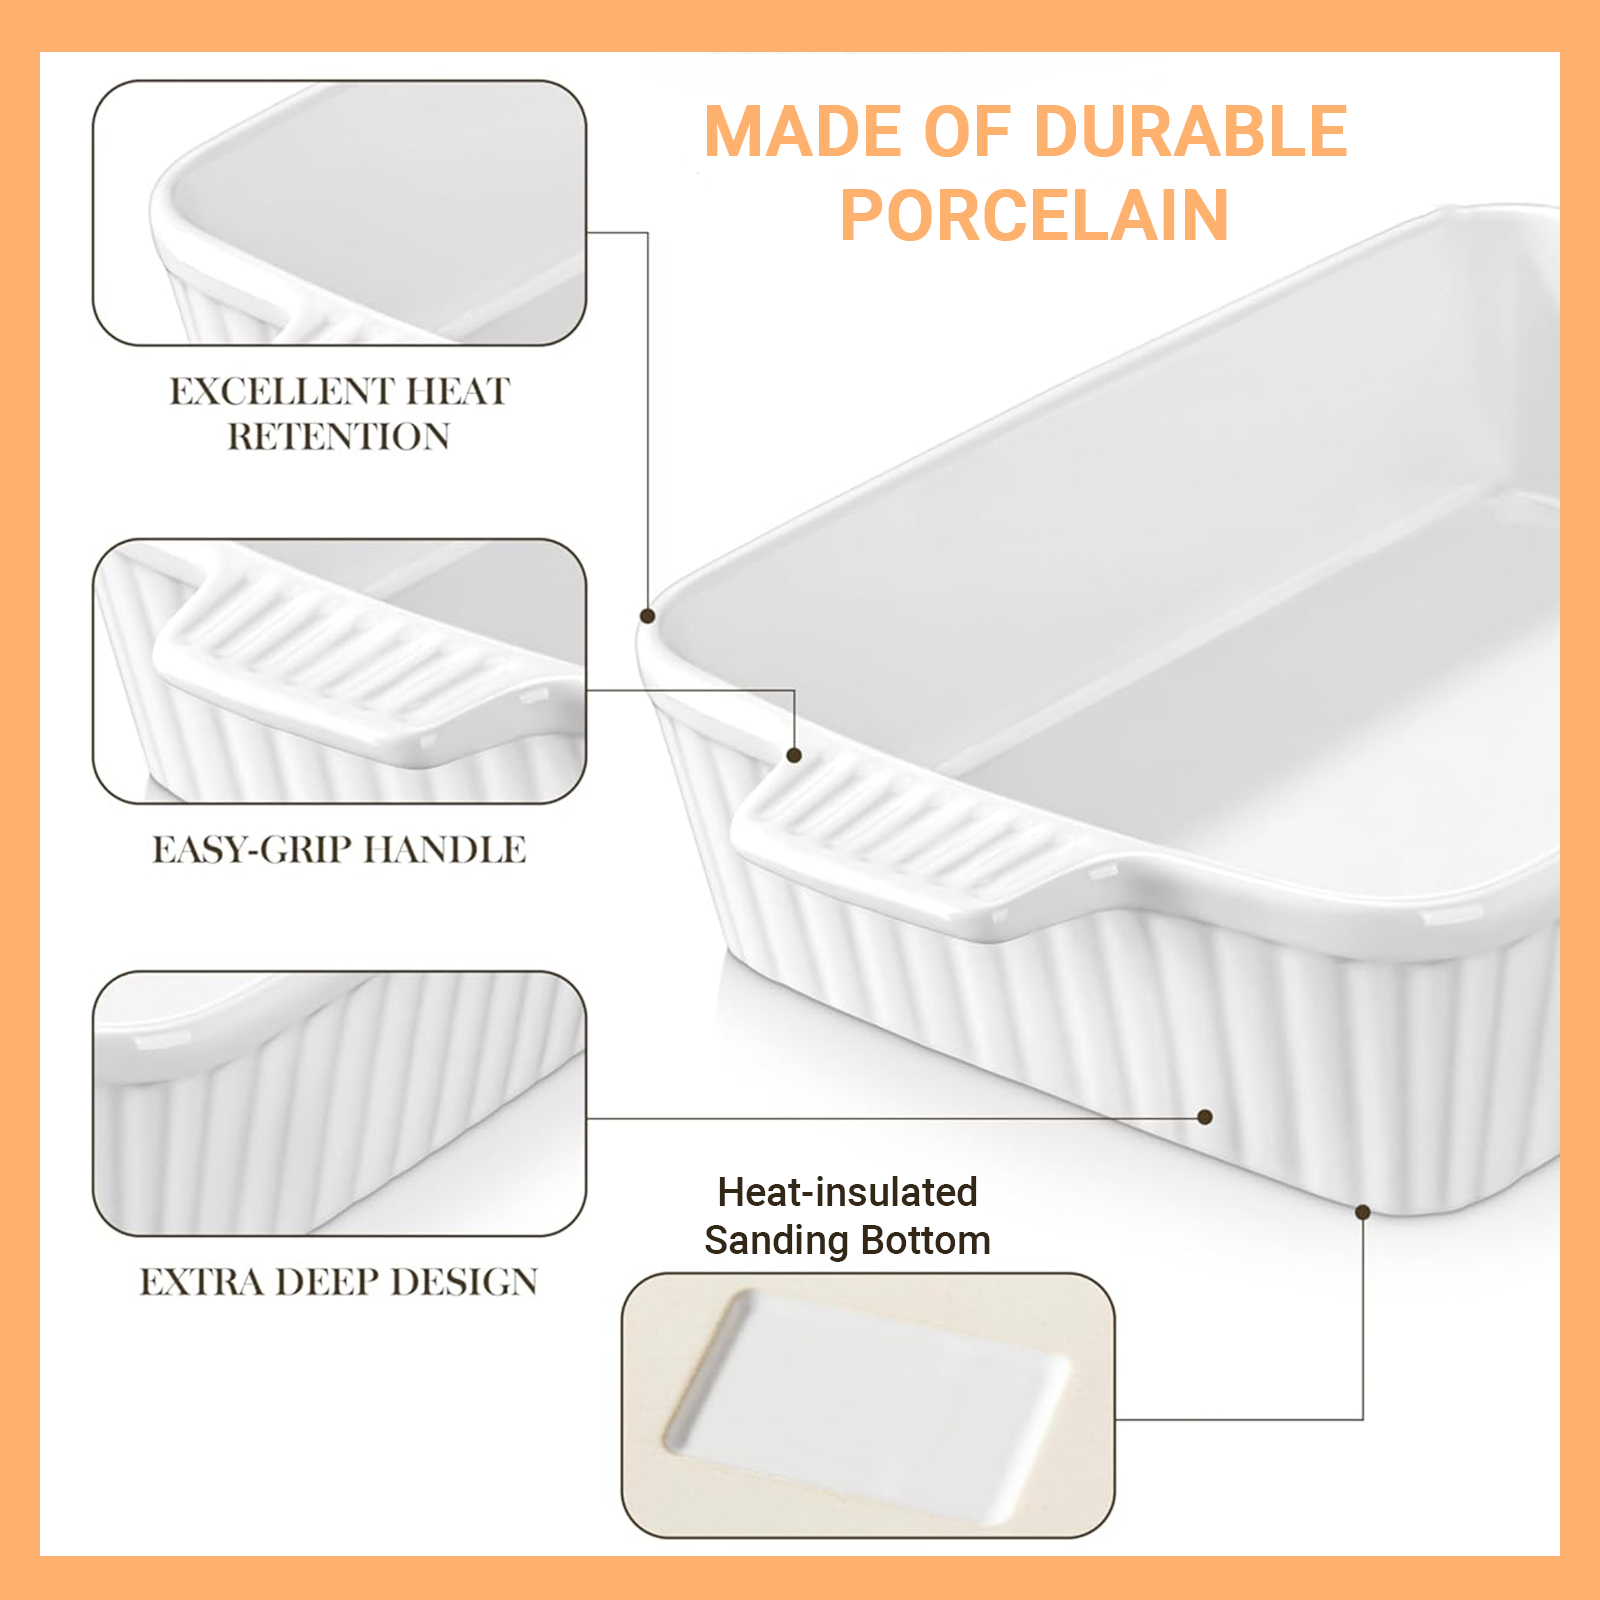 MADE OF DURABLE
PORCELAIN
EXCELLENT HEAT
RETENTION
EASY-GRIP HANDLE
EXTRA DEEP DESIGN
Heat-insulated
Sanding Bottom